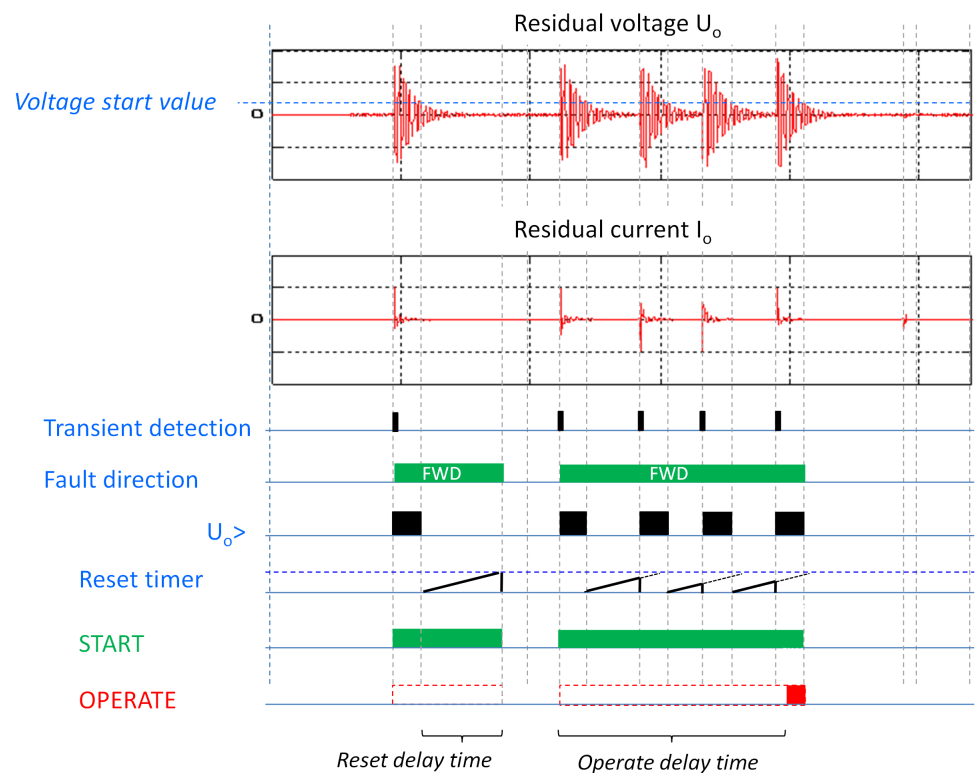 Residual voltage Uo
Voltage start value
0
Residual current Io
0
Transient detection
Fault direction
FWD
FWD
Uo>
Reset timer
START
OPERATE
Reset delay time
Operate delay time